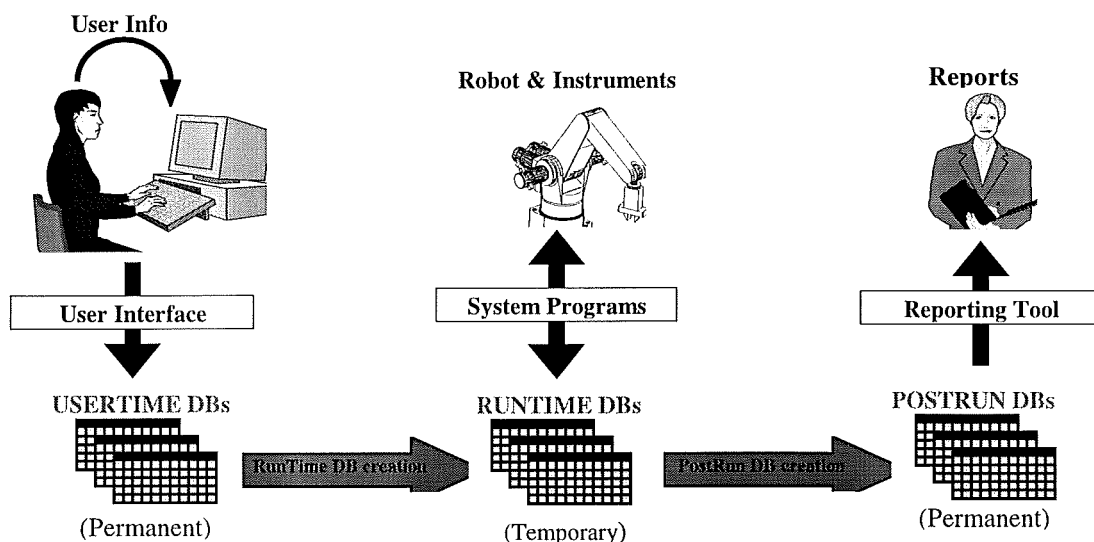 User Info
Robot & Instruments
Reports
User Interface
System Programs
Reporting Tool
USERTIME DBs
RUNTIME DBs
POSTRUN DBs
RunTime DB creation
PostRun DB creation
(Permanent)
(Temporary)
(Permanent)